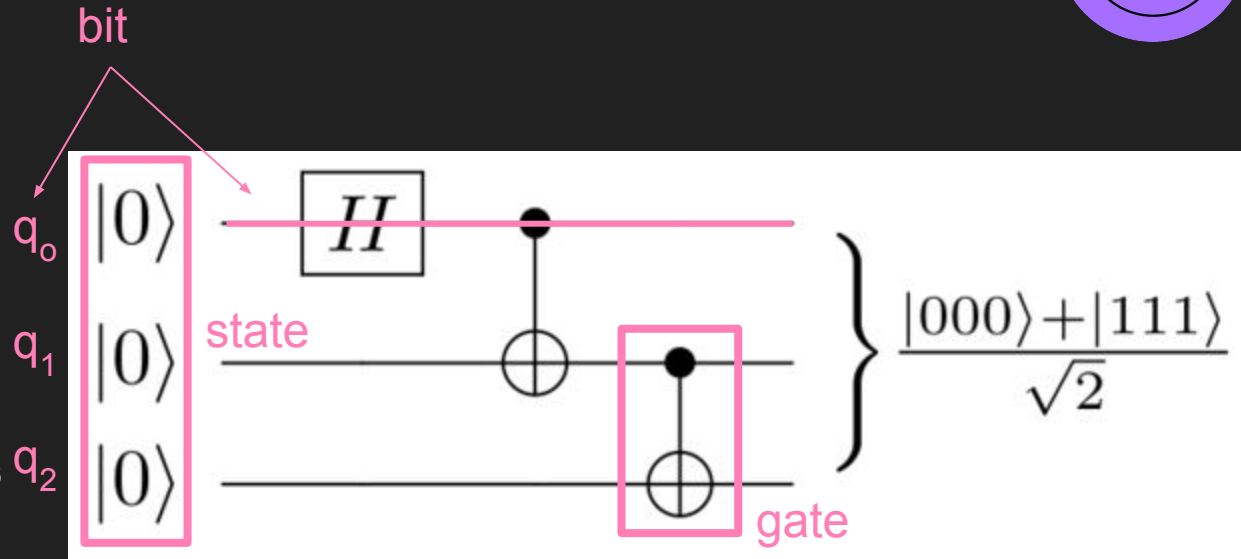 bit
q₀ |0⟩ H
state
q₁ |0⟩
q₂ |0⟩
gate
|000⟩+|111⟩
√2